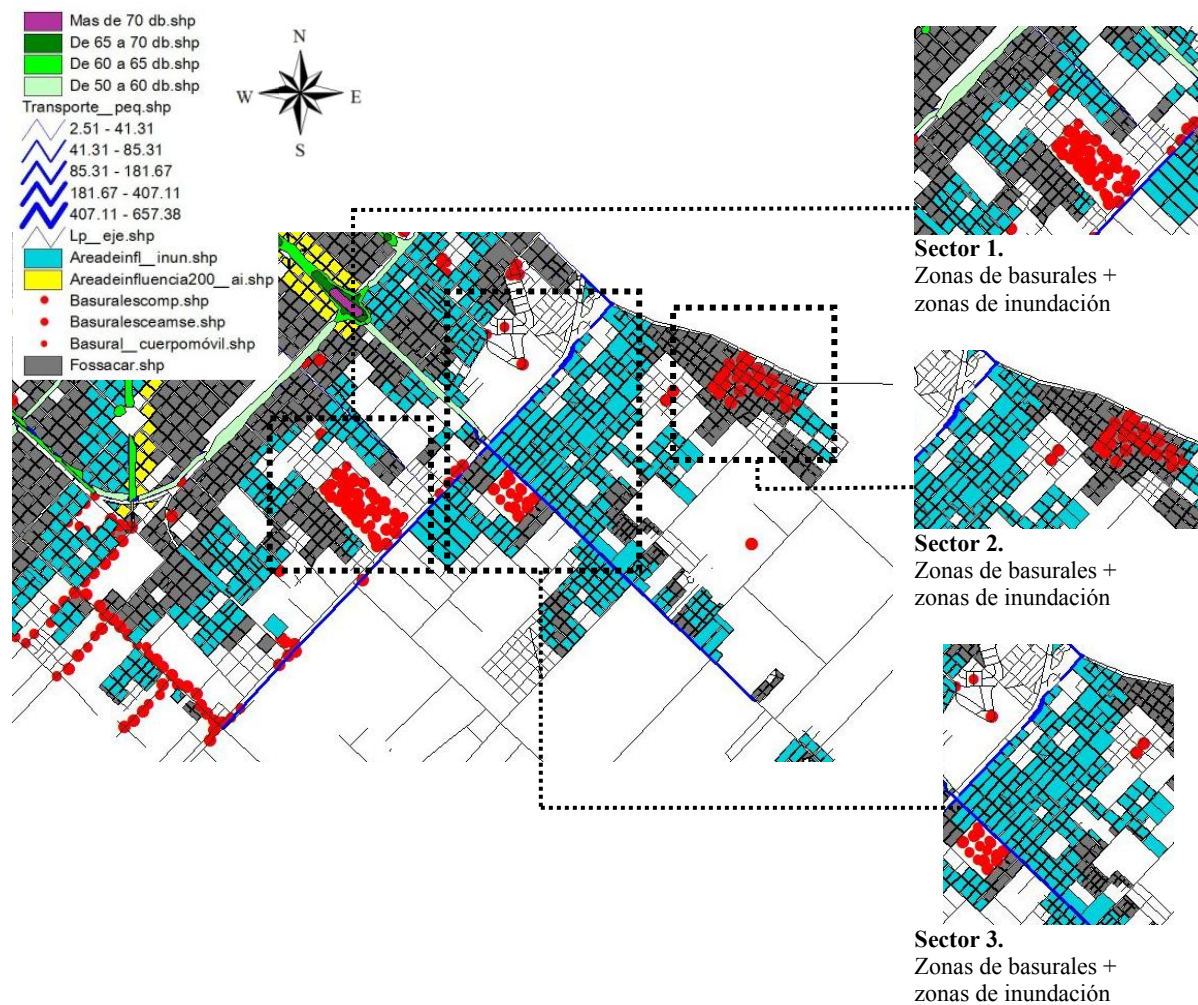 Mas de 70 db.shp
De 65 a 70 db.shp
De 60 a 65 db.shp
De 50 a 60 db.shp
Transporte__peq.shp
2.51 - 41.31
41.31 - 85.31
85.31 - 181.67
181.67 - 407.11
407.11 - 657.38
Lp__eje.shp
Areadeinfl__inun.shp
Areadeinfluencia200__ai.shp
Basuralescomp.shp
Basuralesceamse.shp
Basural__cuerpomóvil.shp
Fossacar.shp
N
W
E
S
Sector 1.
Zonas de basurales +
zonas de inundación
Sector 2.
Zonas de basurales +
zonas de inundación
Sector 3.
Zonas de basurales +
zonas de inundación